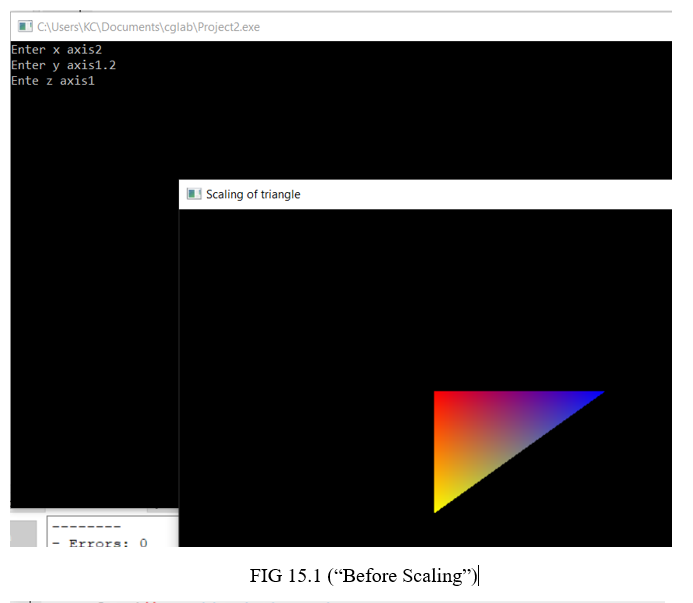 C:\Users\KC\Documents\cglab\Project2.exe
Enter x axis2
Enter y axis1.2
Ente z axis1
Scaling of triangle
--------
- Errors: 0
FIG 15.1 (“Before Scaling”)